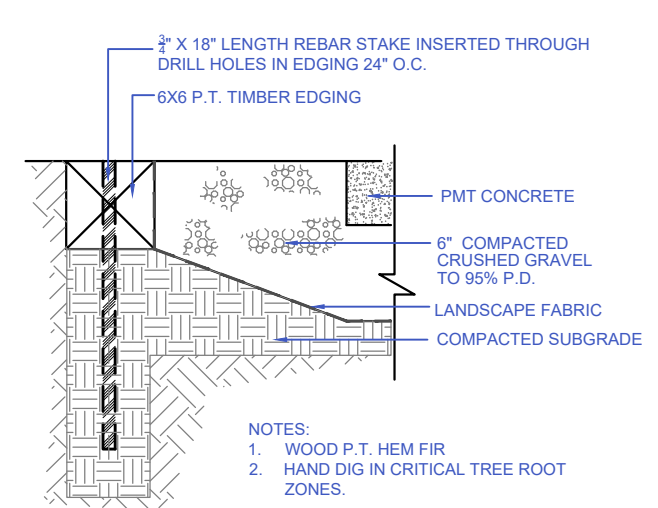 3/4" X 18" LENGTH REBAR STAKE INSERTED THROUGH
DRILL HOLES IN EDGING 24" O.C.
6X6 P.T. TIMBER EDGING
PMT CONCRETE
6" COMPACTED
CRUSHED GRAVEL
TO 95% P.D.
LANDSCAPE FABRIC
COMPACTED SUBGRADE
NOTES:
1. WOOD P.T. HEM FIR
2. HAND DIG IN CRITICAL TREE ROOT
ZONES.